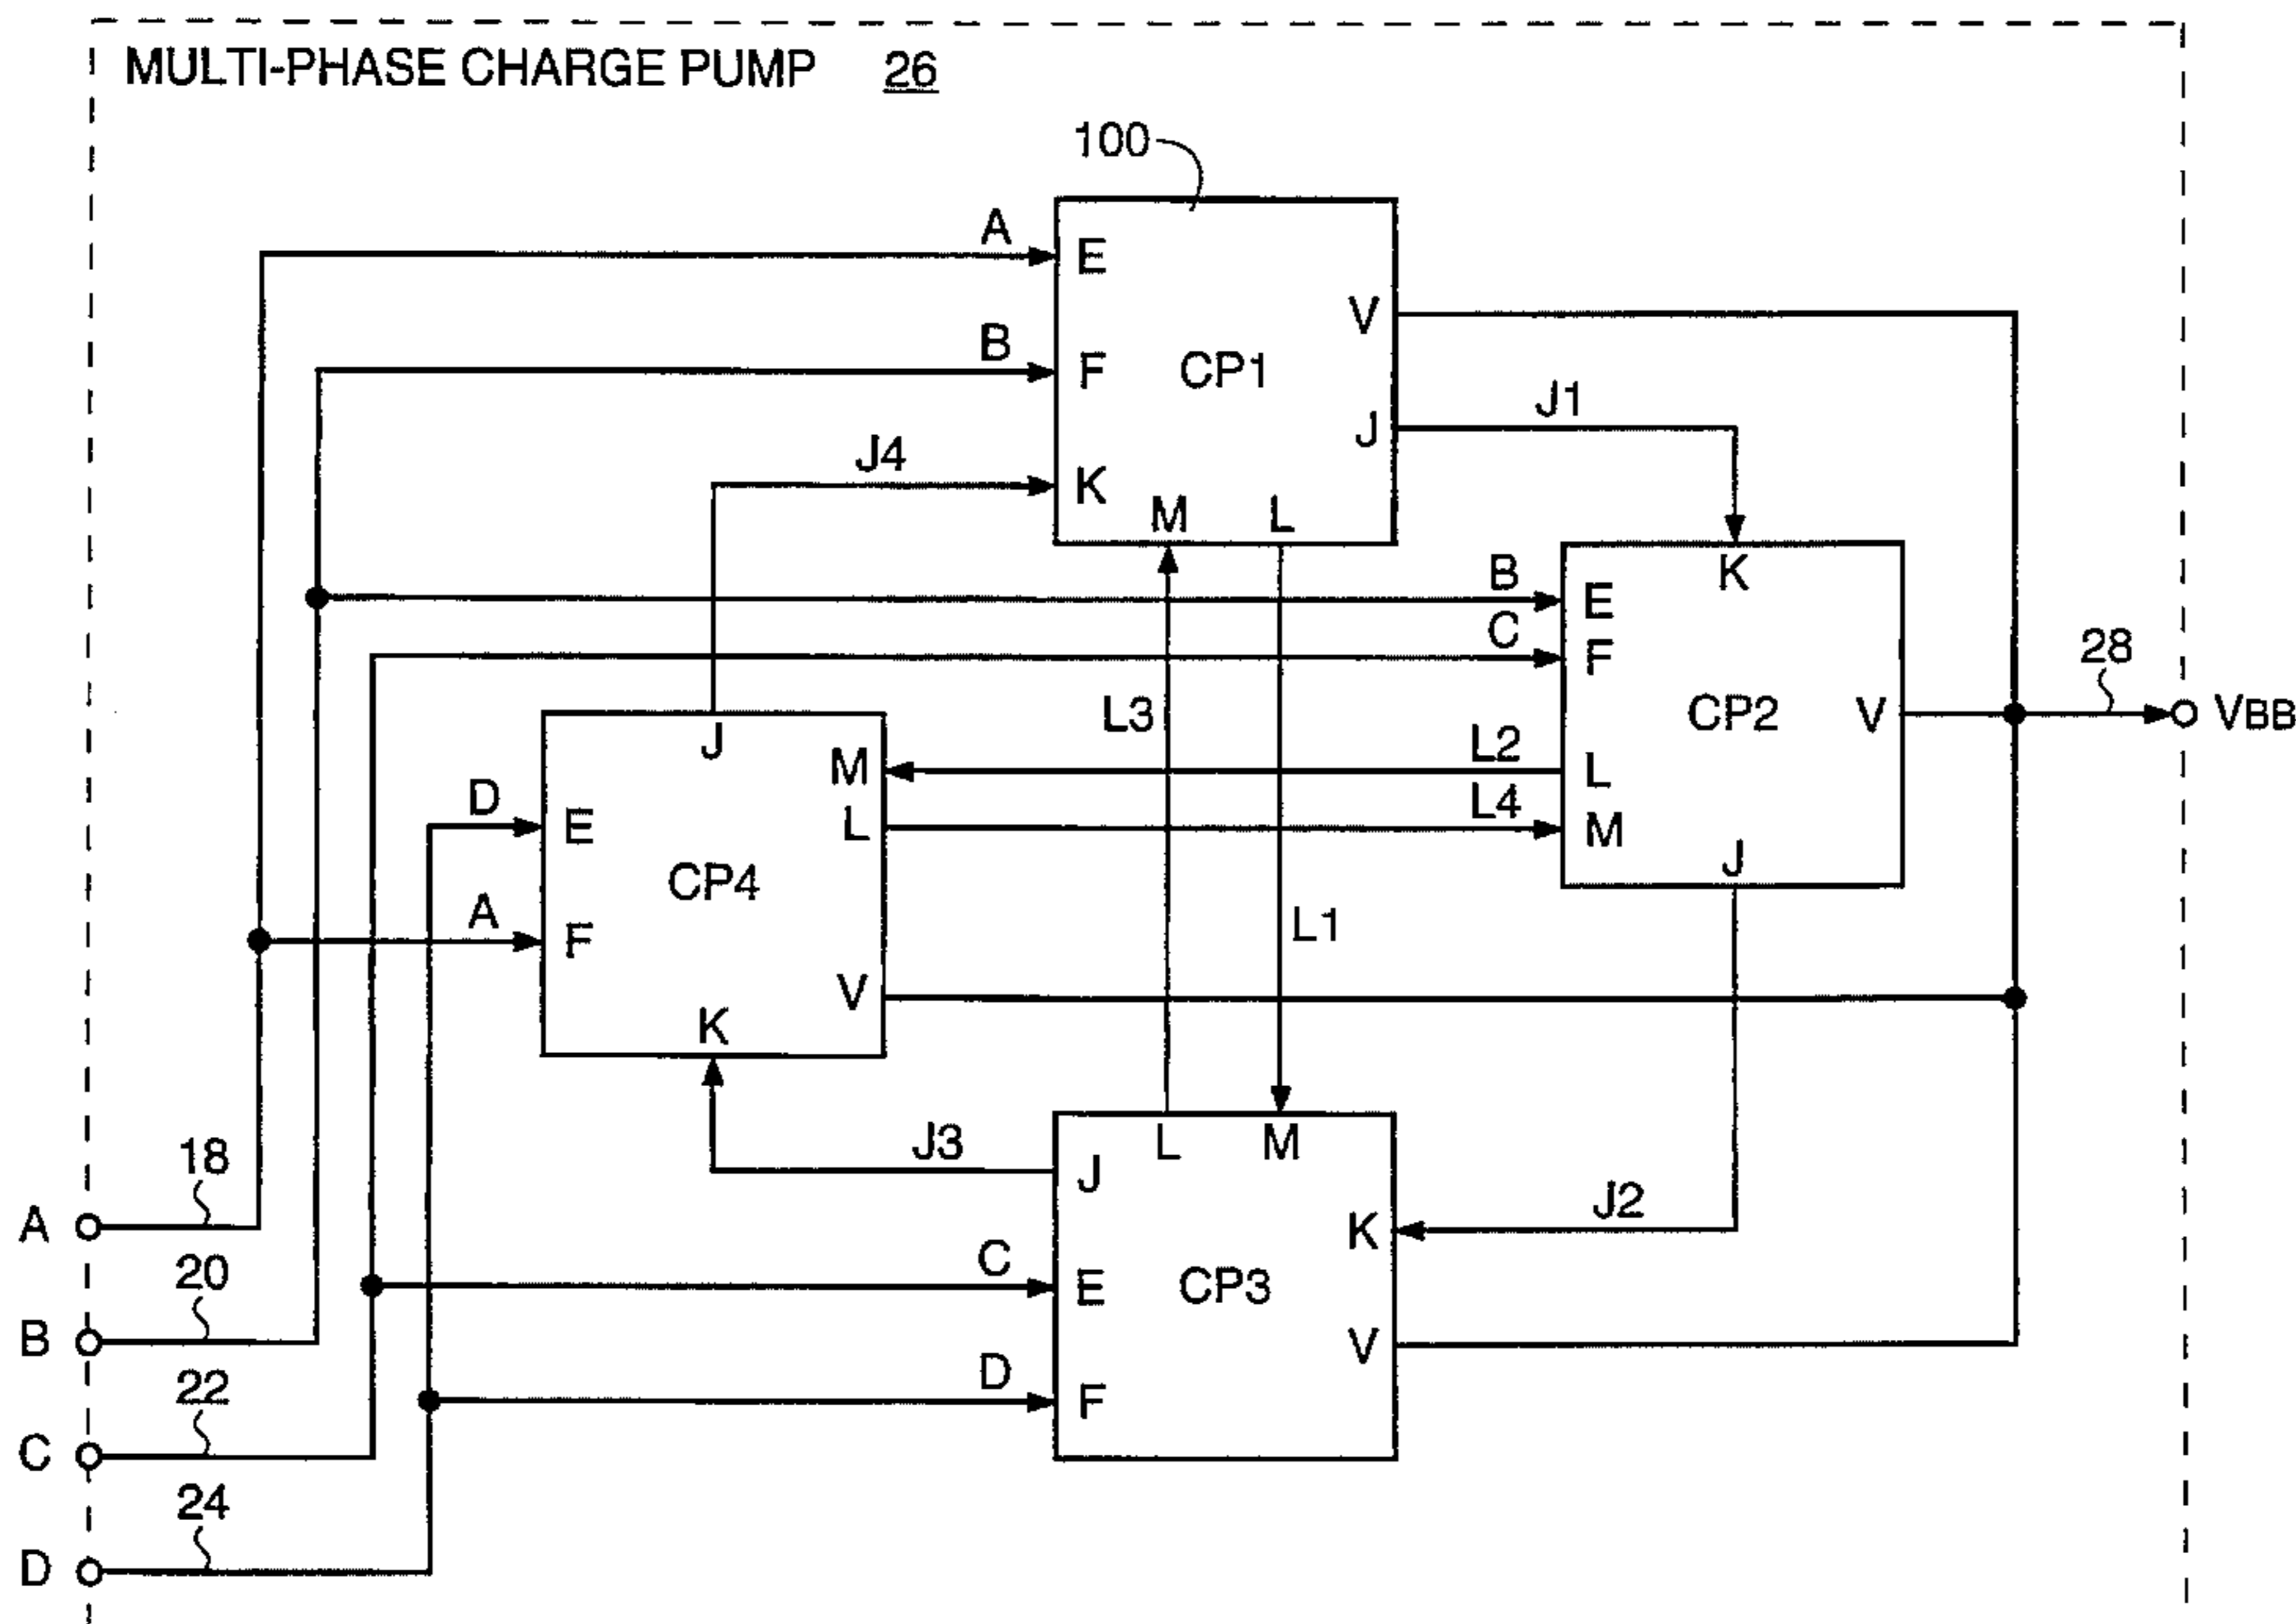 MULTI-PHASE CHARGE PUMP 26
100
A
E
V
B
F
CP1
J
J1
J4
K
M
L
K
B
E
C
F
28
L3
CP2
V
VBB
J
M
L2
L
D
E
L
L4
M
CP4
J
A
F
L1
V
K
18
J3
L
M
J
A
J2
K
20
C
E
CP3
B
V
22
D
F
C
24
D